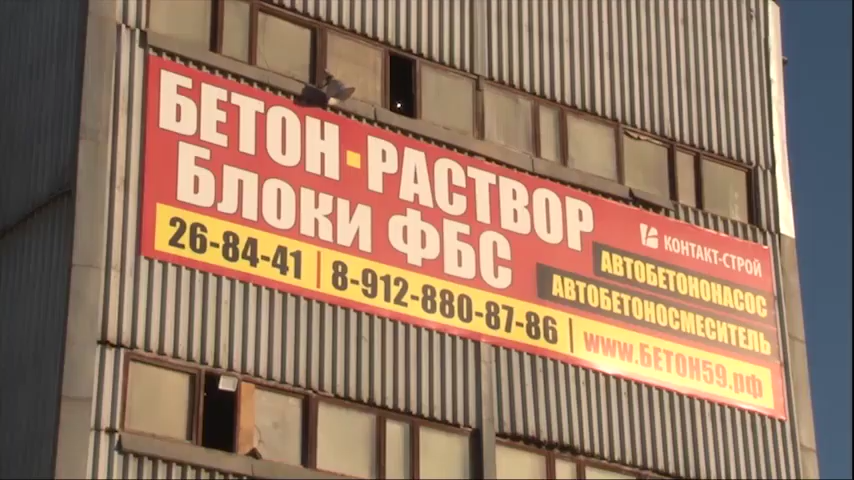 БЕТОН · РАСТВОР
БЛОКИ ФБС
КОНТАКТ-СТРОЙ
АВТОБЕТОНОНАСОС
АВТОБЕТОНОСМЕСИТЕЛЬ
26-84-41 | 8-912-880-87-86 | www.БЕТОН59.рф